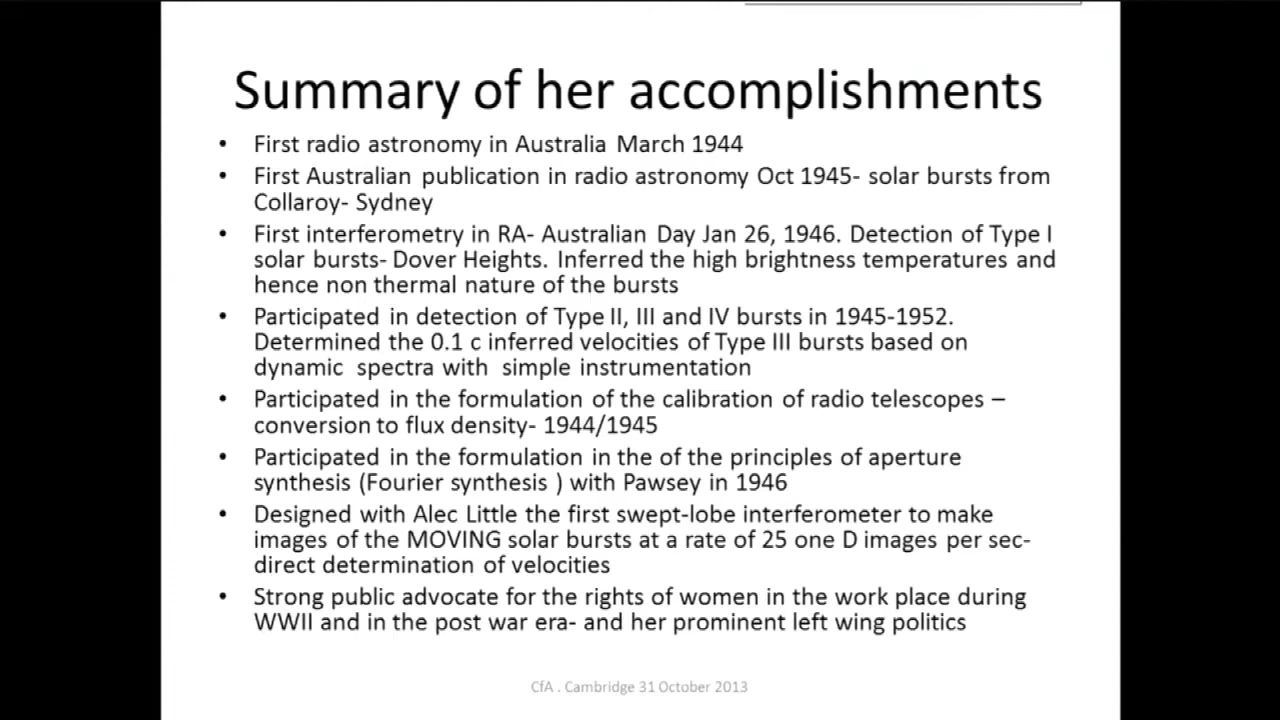 Summary of her accomplishments
• First radio astronomy in Australia March 1944
• First Australian publication in radio astronomy Oct 1945- solar bursts from
Collaroy- Sydney
• First interferometry in RA- Australian Day Jan 26, 1946. Detection of Type I
solar bursts- Dover Heights. Inferred the high brightness temperatures and
hence non thermal nature of the bursts
• Participated in detection of Type II, III and IV bursts in 1945-1952.
Determined the 0.1 c inferred velocities of Type III bursts based on
dynamic spectra with simple instrumentation
• Participated in the formulation of the calibration of radio telescopes –
conversion to flux density- 1944/1945
• Participated in the formulation in the of the principles of aperture
synthesis (Fourier synthesis ) with Pawsey in 1946
• Designed with Alec Little the first swept-lobe interferometer to make
images of the MOVING solar bursts at a rate of 25 one D images per sec-
direct determination of velocities
• Strong public advocate for the rights of women in the work place during
WWII and in the post war era- and her prominent left wing politics
CfA . Cambridge 31 October 2013